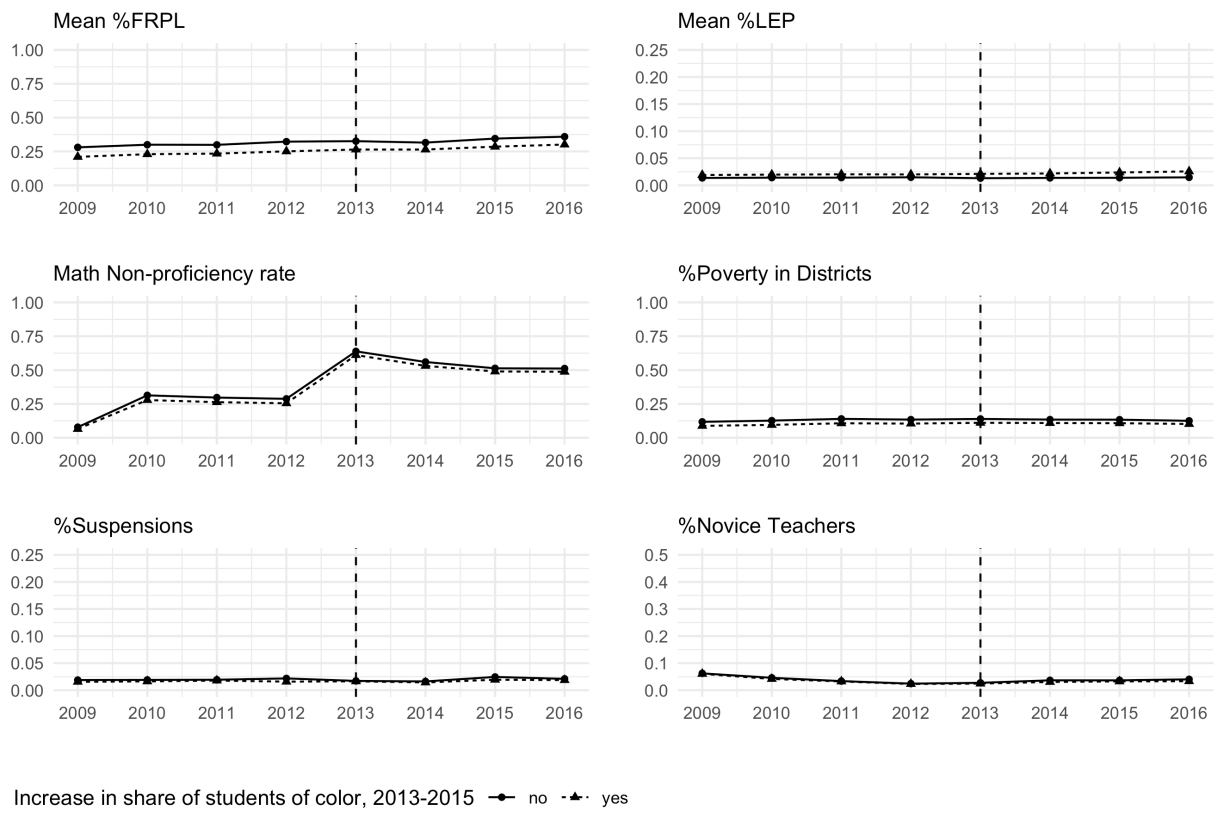 Mean %FRPL
1.00
0.75
0.50
0.25
0.00
2009 2010 2011 2012 2013 2014 2015 2016
Mean %LEP
0.25
0.20
0.15
0.10
0.05
0.00
2009 2010 2011 2012 2013 2014 2015 2016
Math Non-proficiency rate
1.00
0.75
0.50
0.25
0.00
2009 2010 2011 2012 2013 2014 2015 2016
%Poverty in Districts
1.00
0.75
0.50
0.25
0.00
2009 2010 2011 2012 2013 2014 2015 2016
%Suspensions
0.25
0.20
0.15
0.10
0.05
0.00
2009 2010 2011 2012 2013 2014 2015 2016
%Novice Teachers
0.5
0.4
0.3
0.2
0.1
0.0
2009 2010 2011 2012 2013 2014 2015 2016
Increase in share of students of color, 2013-2015 no yes